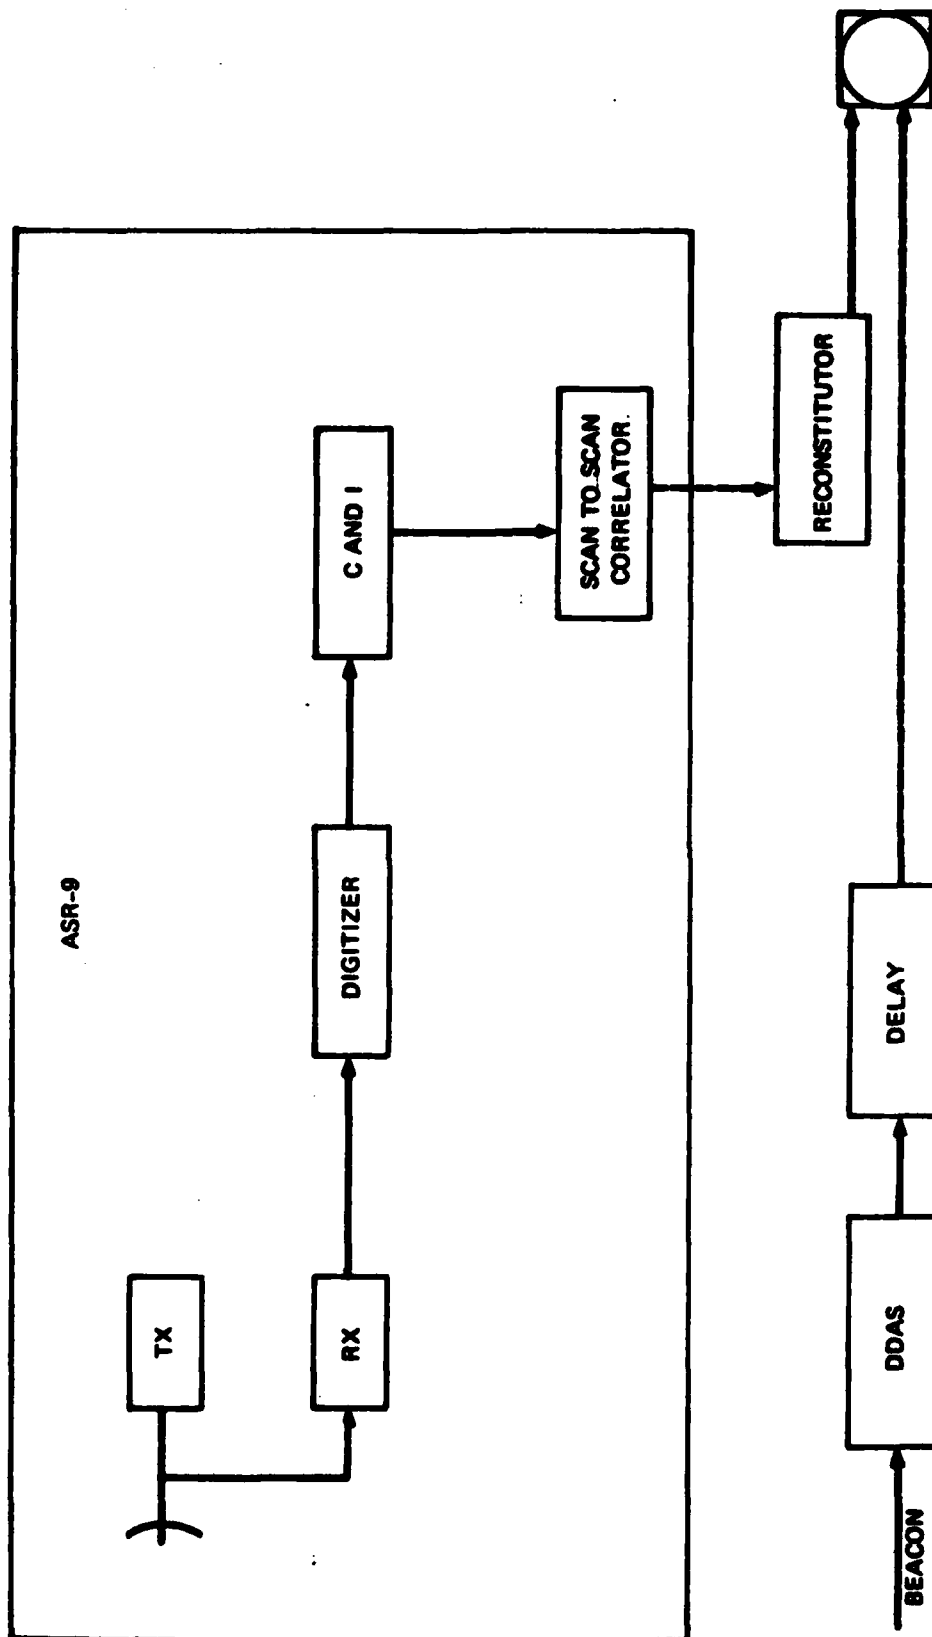 ASR-9
TX
RX
DIGITIZER
C AND I
SCAN TO SCAN
CORRELATOR.
RECONSTITUTOR
BEACON
DDAS
DELAY